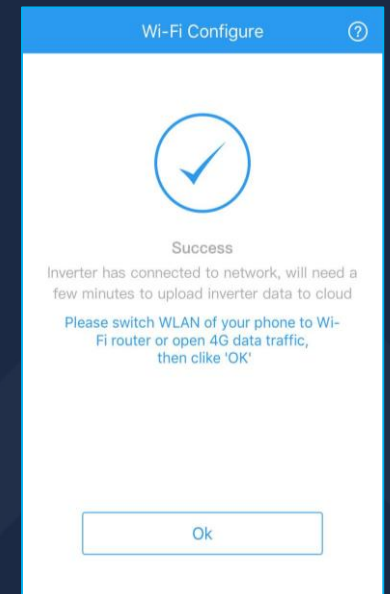 Wi-Fi Configure
?
Success
Inverter has connected to network, will need a
few minutes to upload inverter data to cloud
Please switch WLAN of your phone to Wi-
Fi router or open 4G data traffic,
then clike 'OK'
Ok